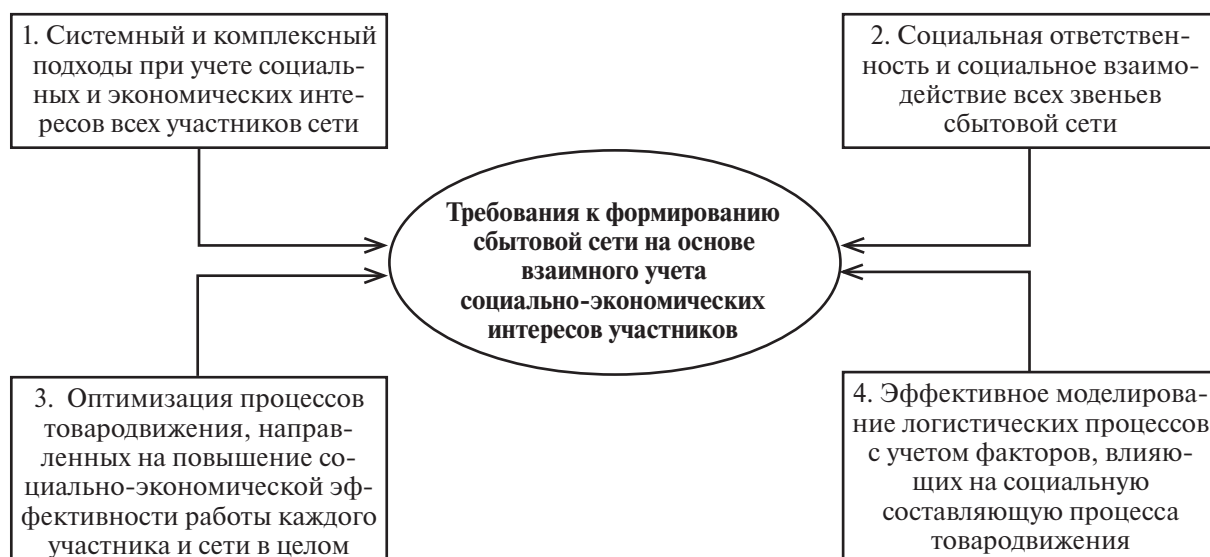 1. Системный и комплексный
подходы при учете социаль-
ных и экономических инте-
ресов всех участников сети
2. Социальная ответствен-
ность и социальное взаимо-
действие всех звеньев
сбытовой сети
Требования к формированию
сбытовой сети на основе
взаимного учета
социально-экономических
интересов участников
3. Оптимизация процессов
товародвижения, направ-
ленных на повышение со-
циально-экономической эф-
фективности работы каждого
участника и сети в целом
4. Эффективное моделирова-
ние логистических процессов
с учетом факторов, влияю-
щих на социальную
составляющую процесса
товародвижения